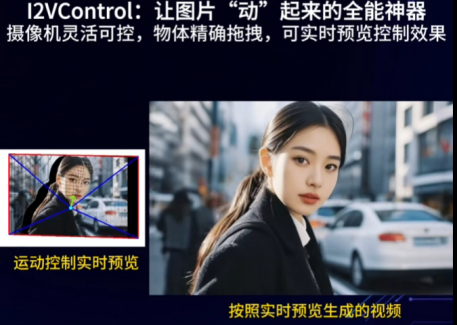 I2VControl：让图片“动”起来的全能神器
摄像机灵活可控，物体精确拖拽，可实时预览控制效果
运动控制实时预览
按照实时预览生成的视频